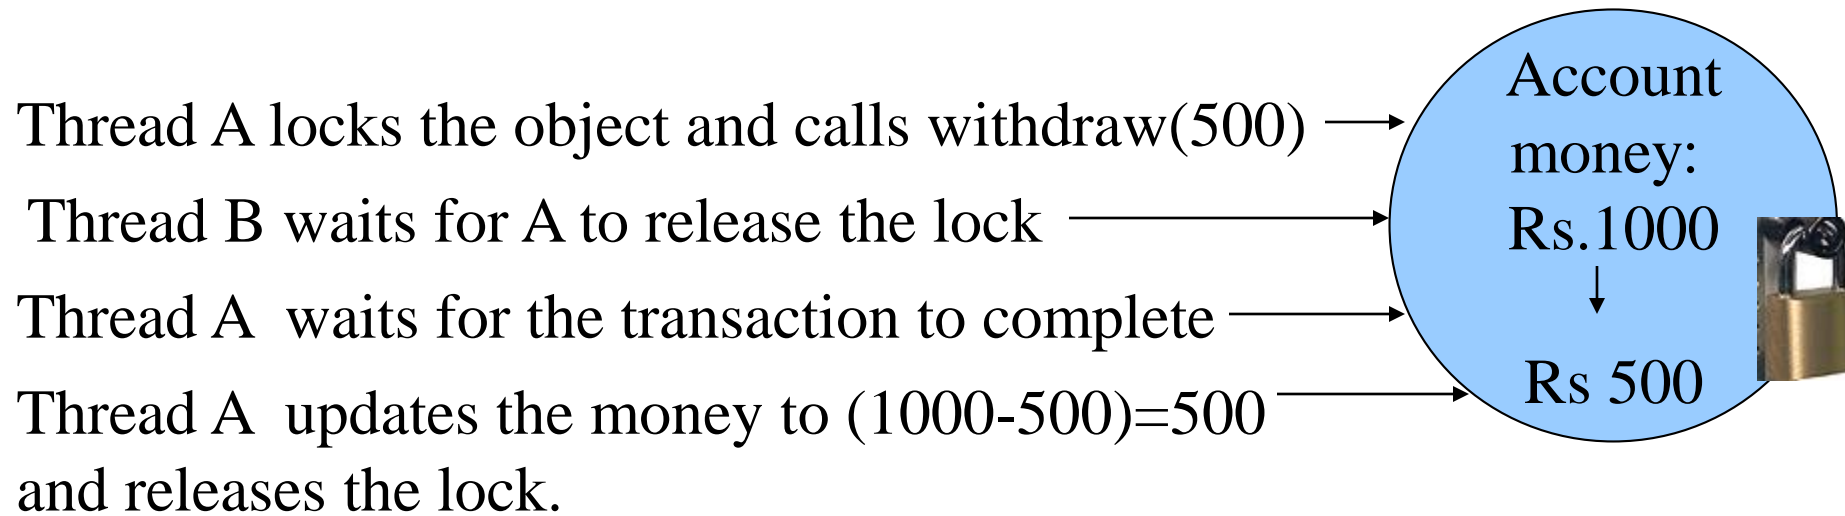 Thread A locks the object and calls withdraw(500)
Thread B waits for A to release the lock
Thread A waits for the transaction to complete
Thread A updates the money to (1000-500)=500
and releases the lock.
Account
money:
Rs.1000
Rs 500